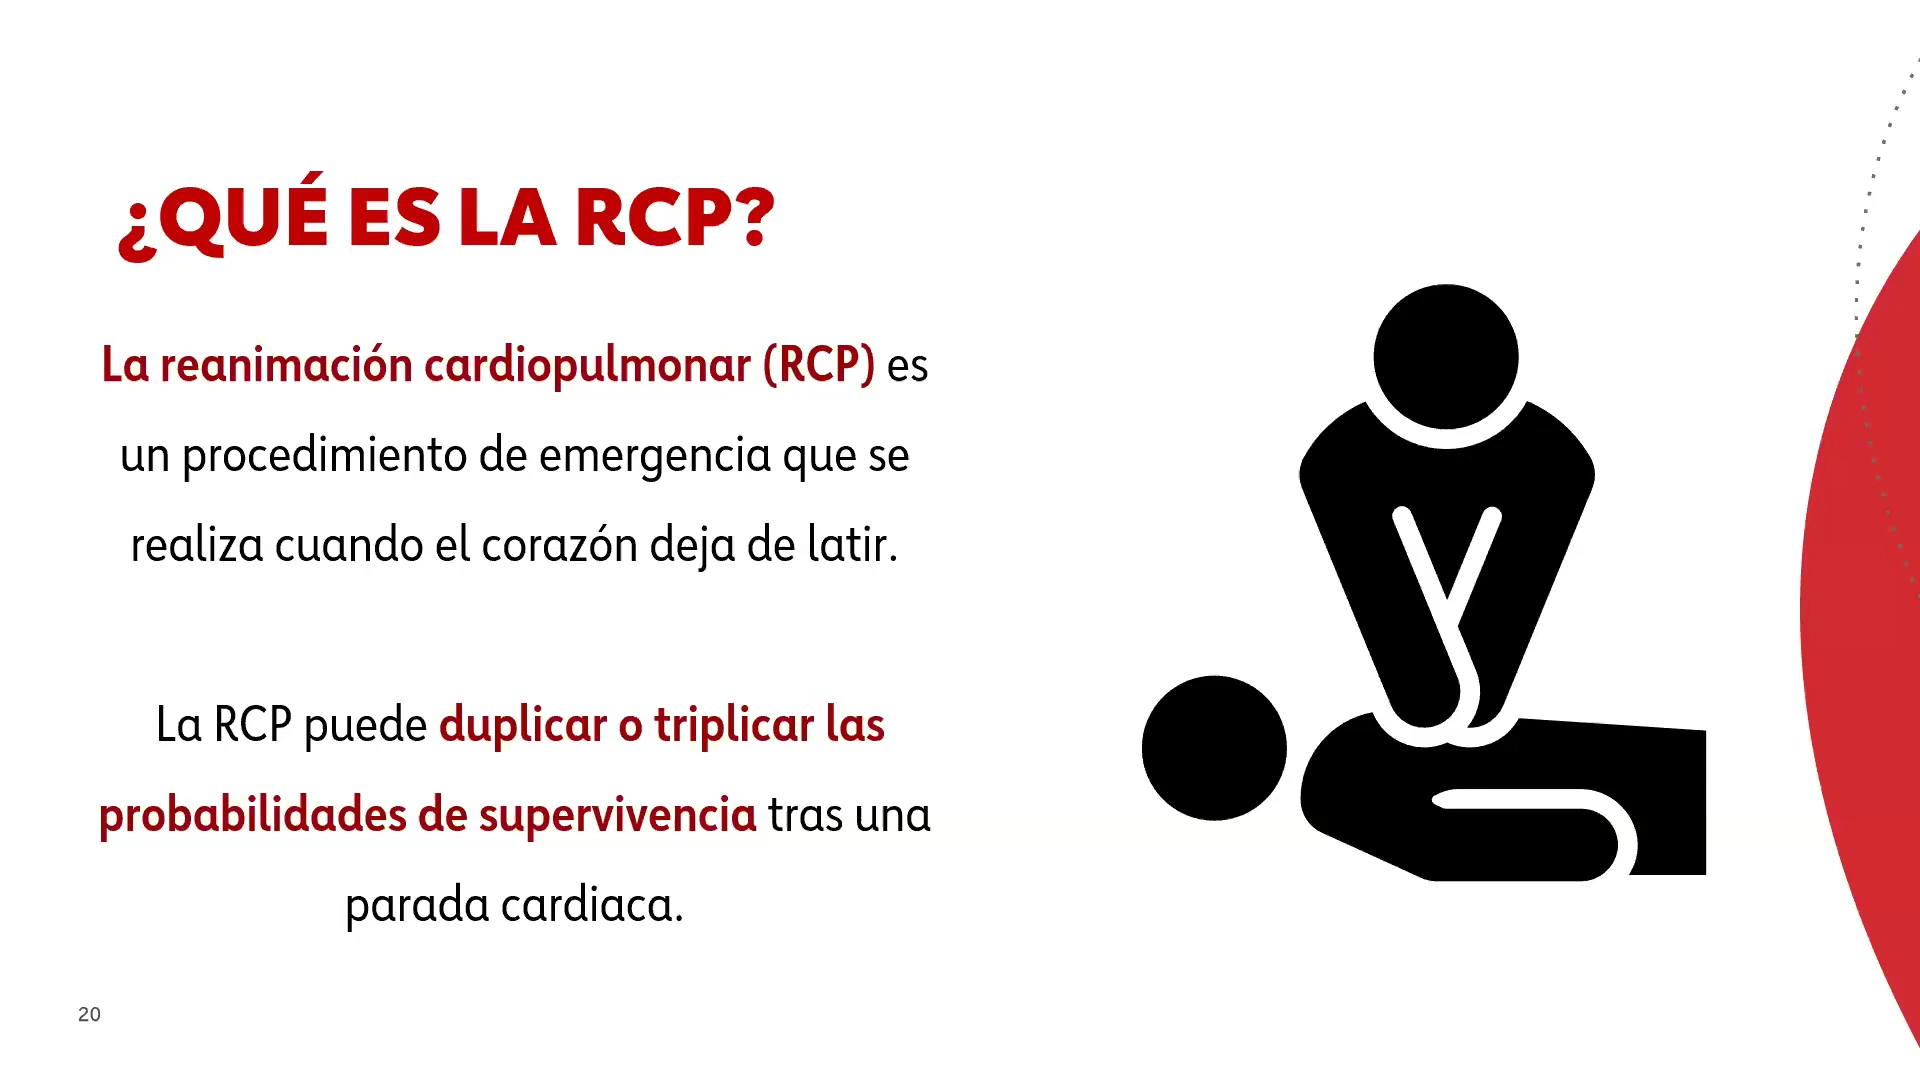 ¿QUÉ ES LA RCP?
La reanimación cardiopulmonar (RCP) es
un procedimiento de emergencia que se
realiza cuando el corazón deja de latir.
La RCP puede duplicar o triplicar las
probabilidades de supervivencia tras una
parada cardiaca.
20